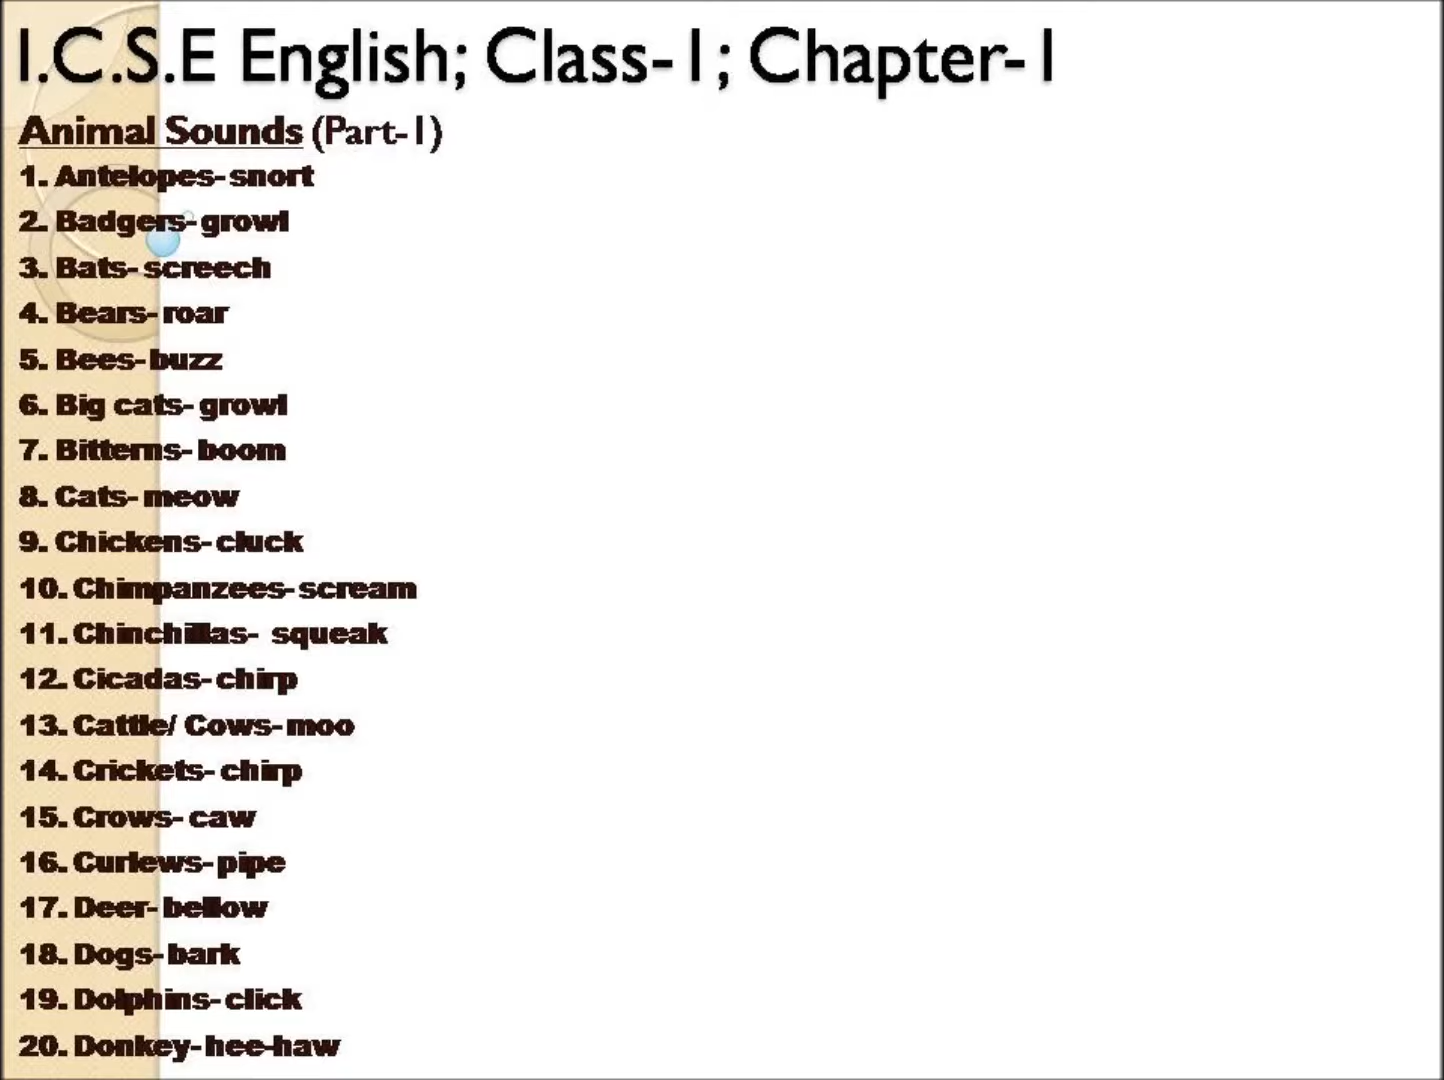 I.C.S.E English; Class-1; Chapter-1
Animal Sounds (Part-1)
1. Antelopes- snort
2. Badgers- growl
3. Bats- screech
4. Bears- roar
5. Bees- buzz
6. Big cats- growl
7. Bitterns- boom
8. Cats- meow
9. Chickens- cluck
10. Chimpanzees- scream
11. Chinchillas- squeak
12. Cicadas- chirp
13. Cattle/ Cows- moo
14. Crickets- chirp
15. Crows- caw
16. Curlews- pipe
17. Deer- bellow
18. Dogs- bark
19. Dolphins- click
20. Donkey- hee-haw